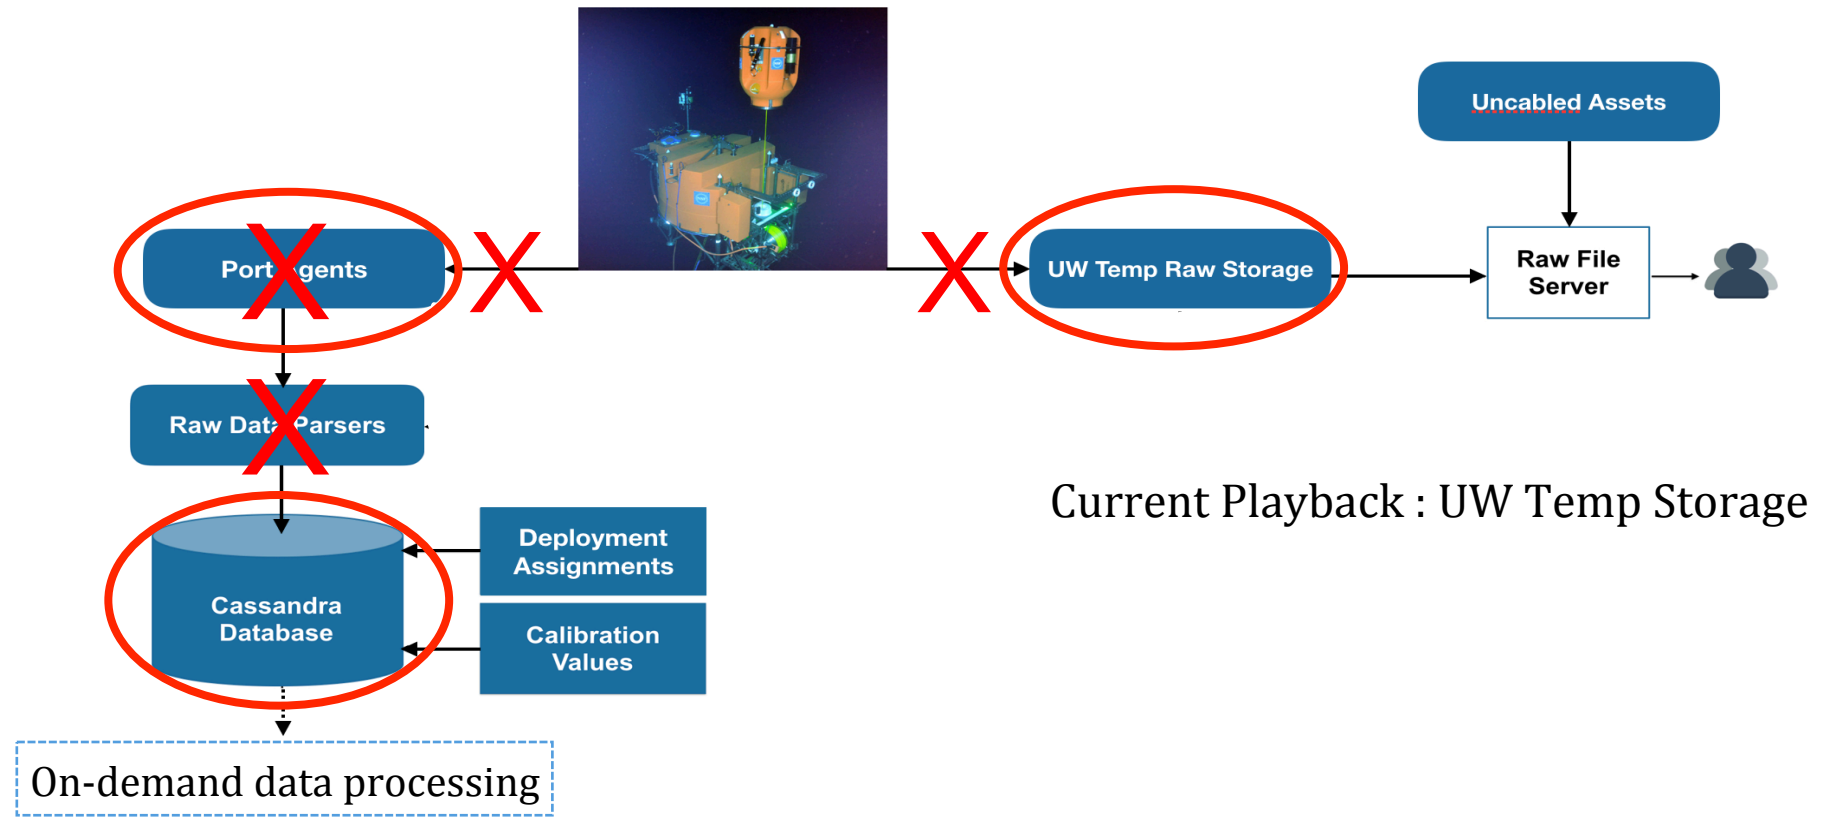 Uncabled Assets
Port Agents
UW Temp Raw Storage
Raw File
Server
Raw Data Parsers
Current Playback : UW Temp Storage
Deployment
Assignments
Cassandra
Database
Calibration
Values
On-demand data processing